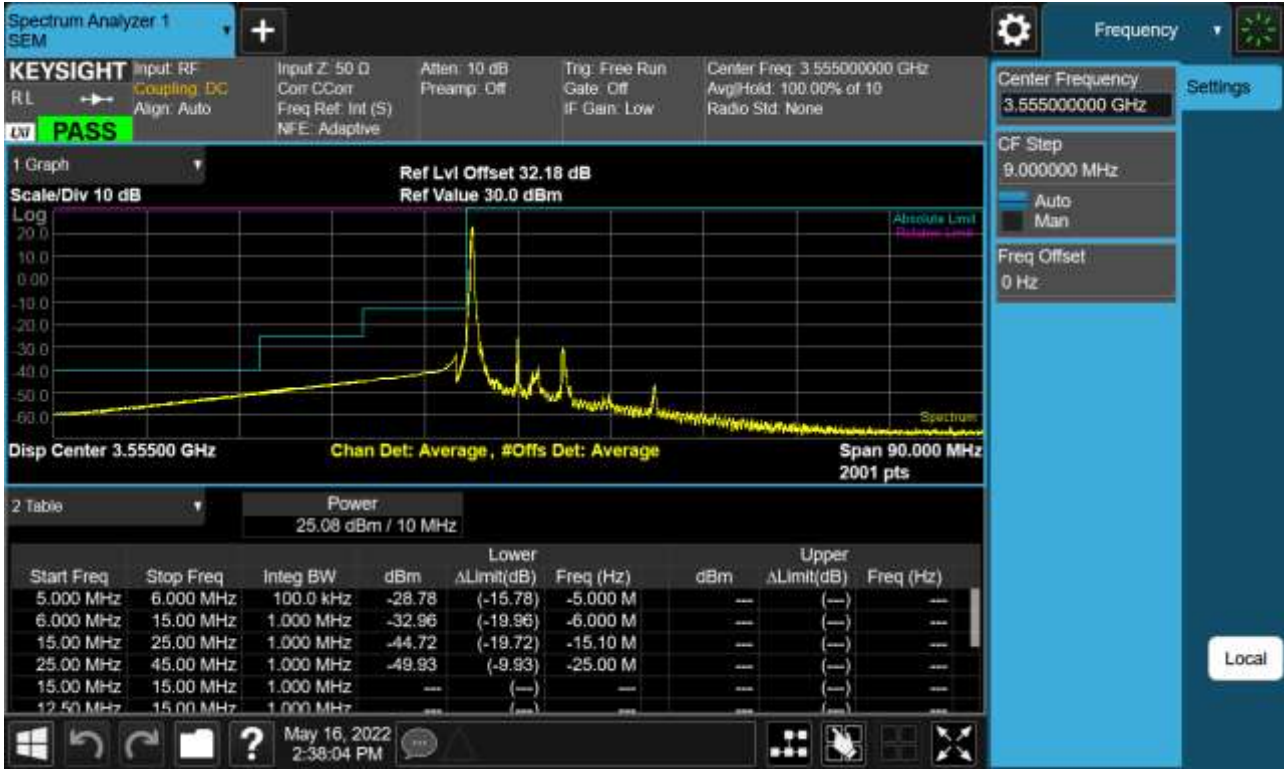 Spectrum Analyzer 1
SEM
+
Frequency
KEYSIGHT
RL
LXI
PASS
Input: RF
Coupling: DC
Align: Auto
Input Z: 50 Ω
Corr CCorr
Freq Ref: Int (S)
NFE: Adaptive
Atten: 10 dB
Preamp: Off
Trig: Free Run
Gate: Off
IF Gain: Low
Center Freq: 3.555000000 GHz
Avg|Hold: 100.00% of 10
Radio Std: None
Center Frequency
3.555000000 GHz
Settings
CF Step
9.000000 MHz
Auto
Man
Freq Offset
0 Hz
Local
1 Graph
Scale/Div 10 dB
Ref Lvl Offset 32.18 dB
Ref Value 30.0 dBm
Log
20.0
10.0
0.00
-10.0
-20.0
-30.0
-40.0
-50.0
-60.0
Absolute Limit
Relative Limit
Spectrum
Disp Center 3.55500 GHz
Chan Det: Average, #Offs Det: Average
Span 90.000 MHz
2001 pts
2 Table
Power
25.08 dBm / 10 MHz
Lower Upper
Start Freq Stop Freq Integ BW dBm ΔLimit(dB) Freq (Hz) dBm ΔLimit(dB) Freq (Hz)
5.000 MHz 6.000 MHz 100.0 kHz -28.78 (-15.78) -5.000 M --- (---) ---
6.000 MHz 15.00 MHz 1.000 MHz -32.96 (-19.96) -6.000 M --- (---) ---
15.00 MHz 25.00 MHz 1.000 MHz -44.72 (-19.72) -15.10 M --- (---) ---
25.00 MHz 45.00 MHz 1.000 MHz -49.93 (-9.93) -25.00 M --- (---) ---
15.00 MHz 15.00 MHz 1.000 MHz --- (---) --- --- (---) ---
12.50 MHz 15.00 MHz 1.000 MHz --- (---) --- --- (---) ---
?
May 16, 2022
2:38:04 PM